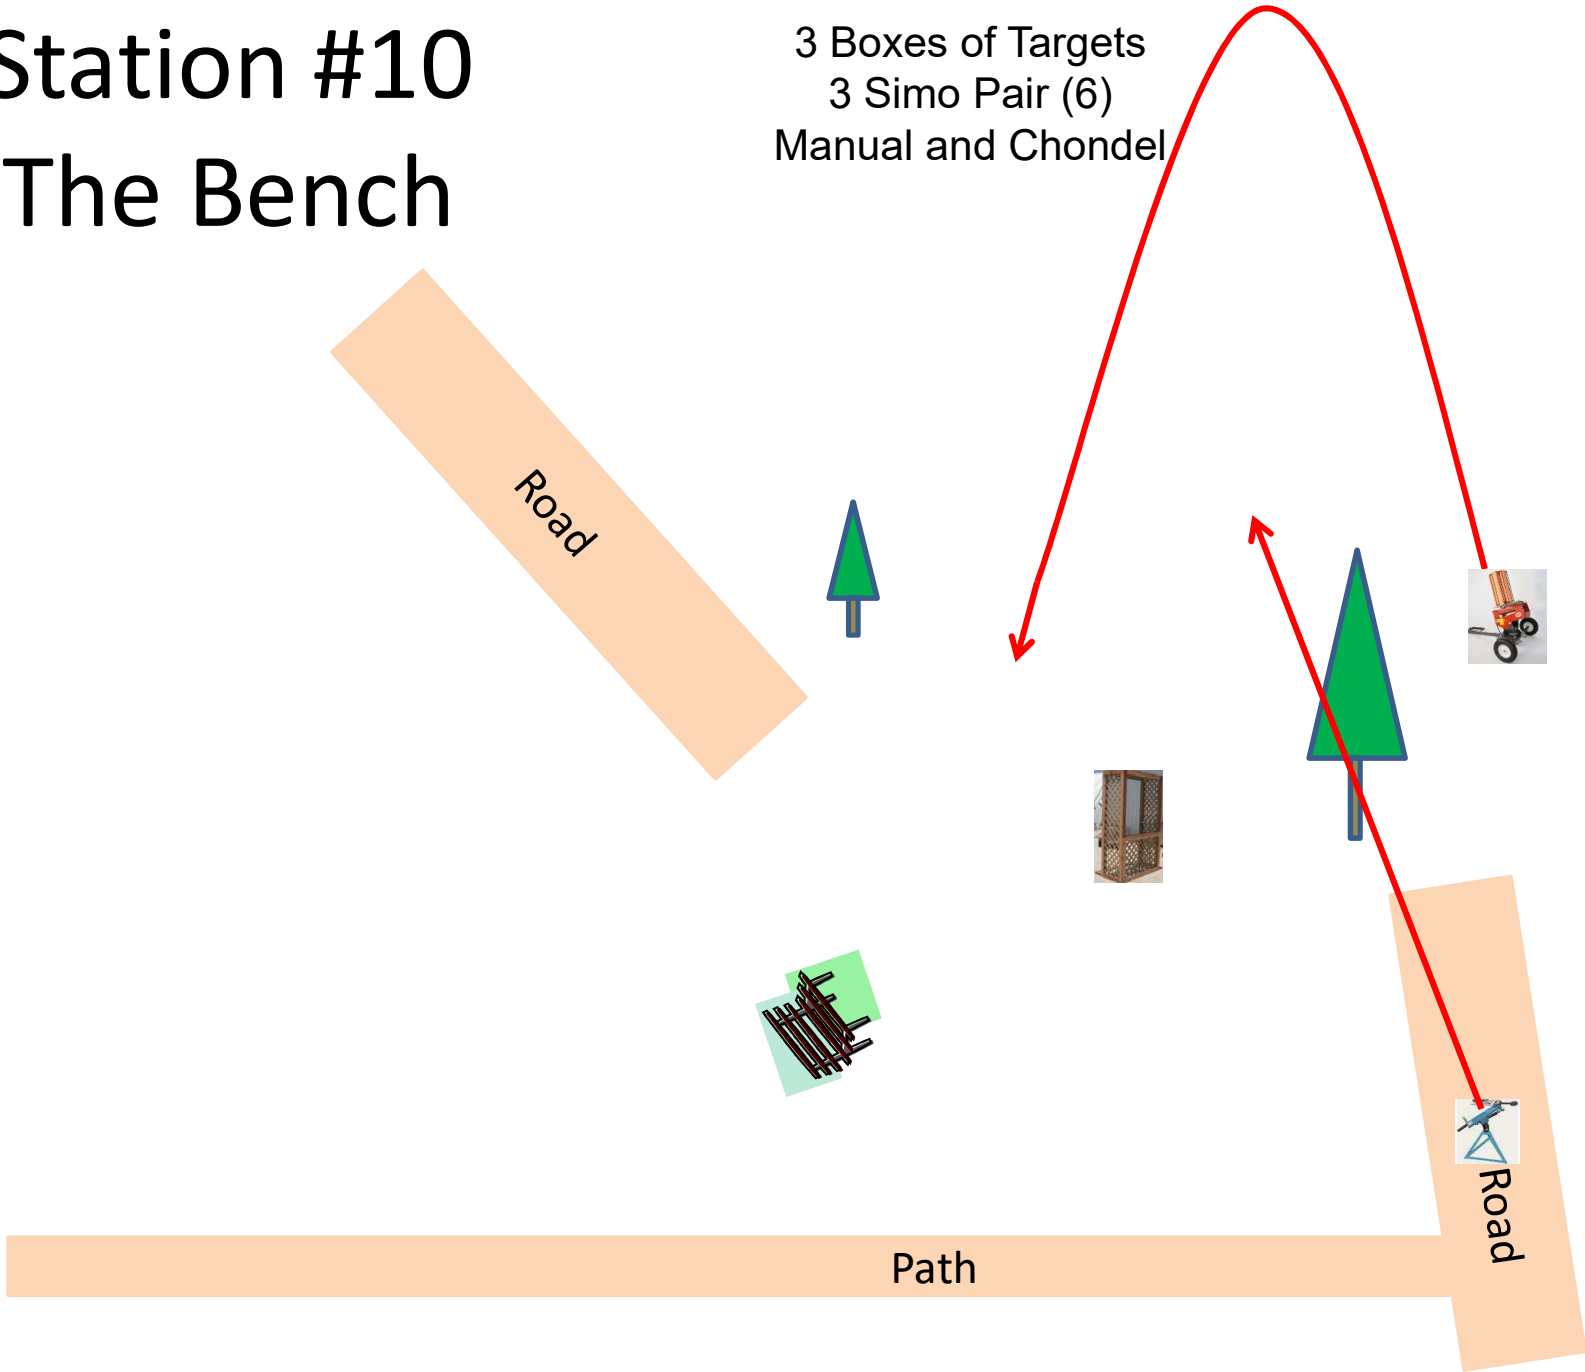 Station #10
The Bench
3 Boxes of Targets
3 Simo Pair (6)
Manual and Chondel
Road
Road
Path